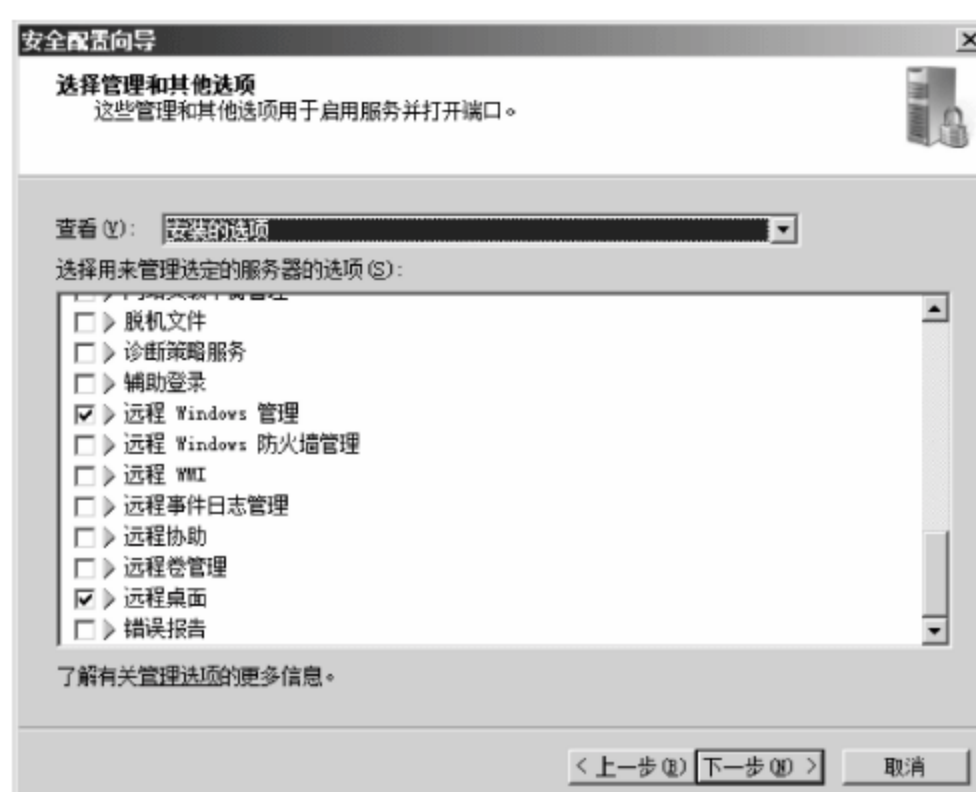 安全配置向导
选择管理和其他选项
这些管理和其他选项用于启用服务并打开端口。
查看(V):
安装的选项
选择用来管理选定的服务器的选项(S):
脱机文件
诊断策略服务
辅助登录
远程 Windows 管理
远程 Windows 防火墙管理
远程 WMI
远程事件日志管理
远程协助
远程卷管理
远程桌面
错误报告
了解有关管理选项的更多信息。
< 上一步(B) 下一步(N) > 取消